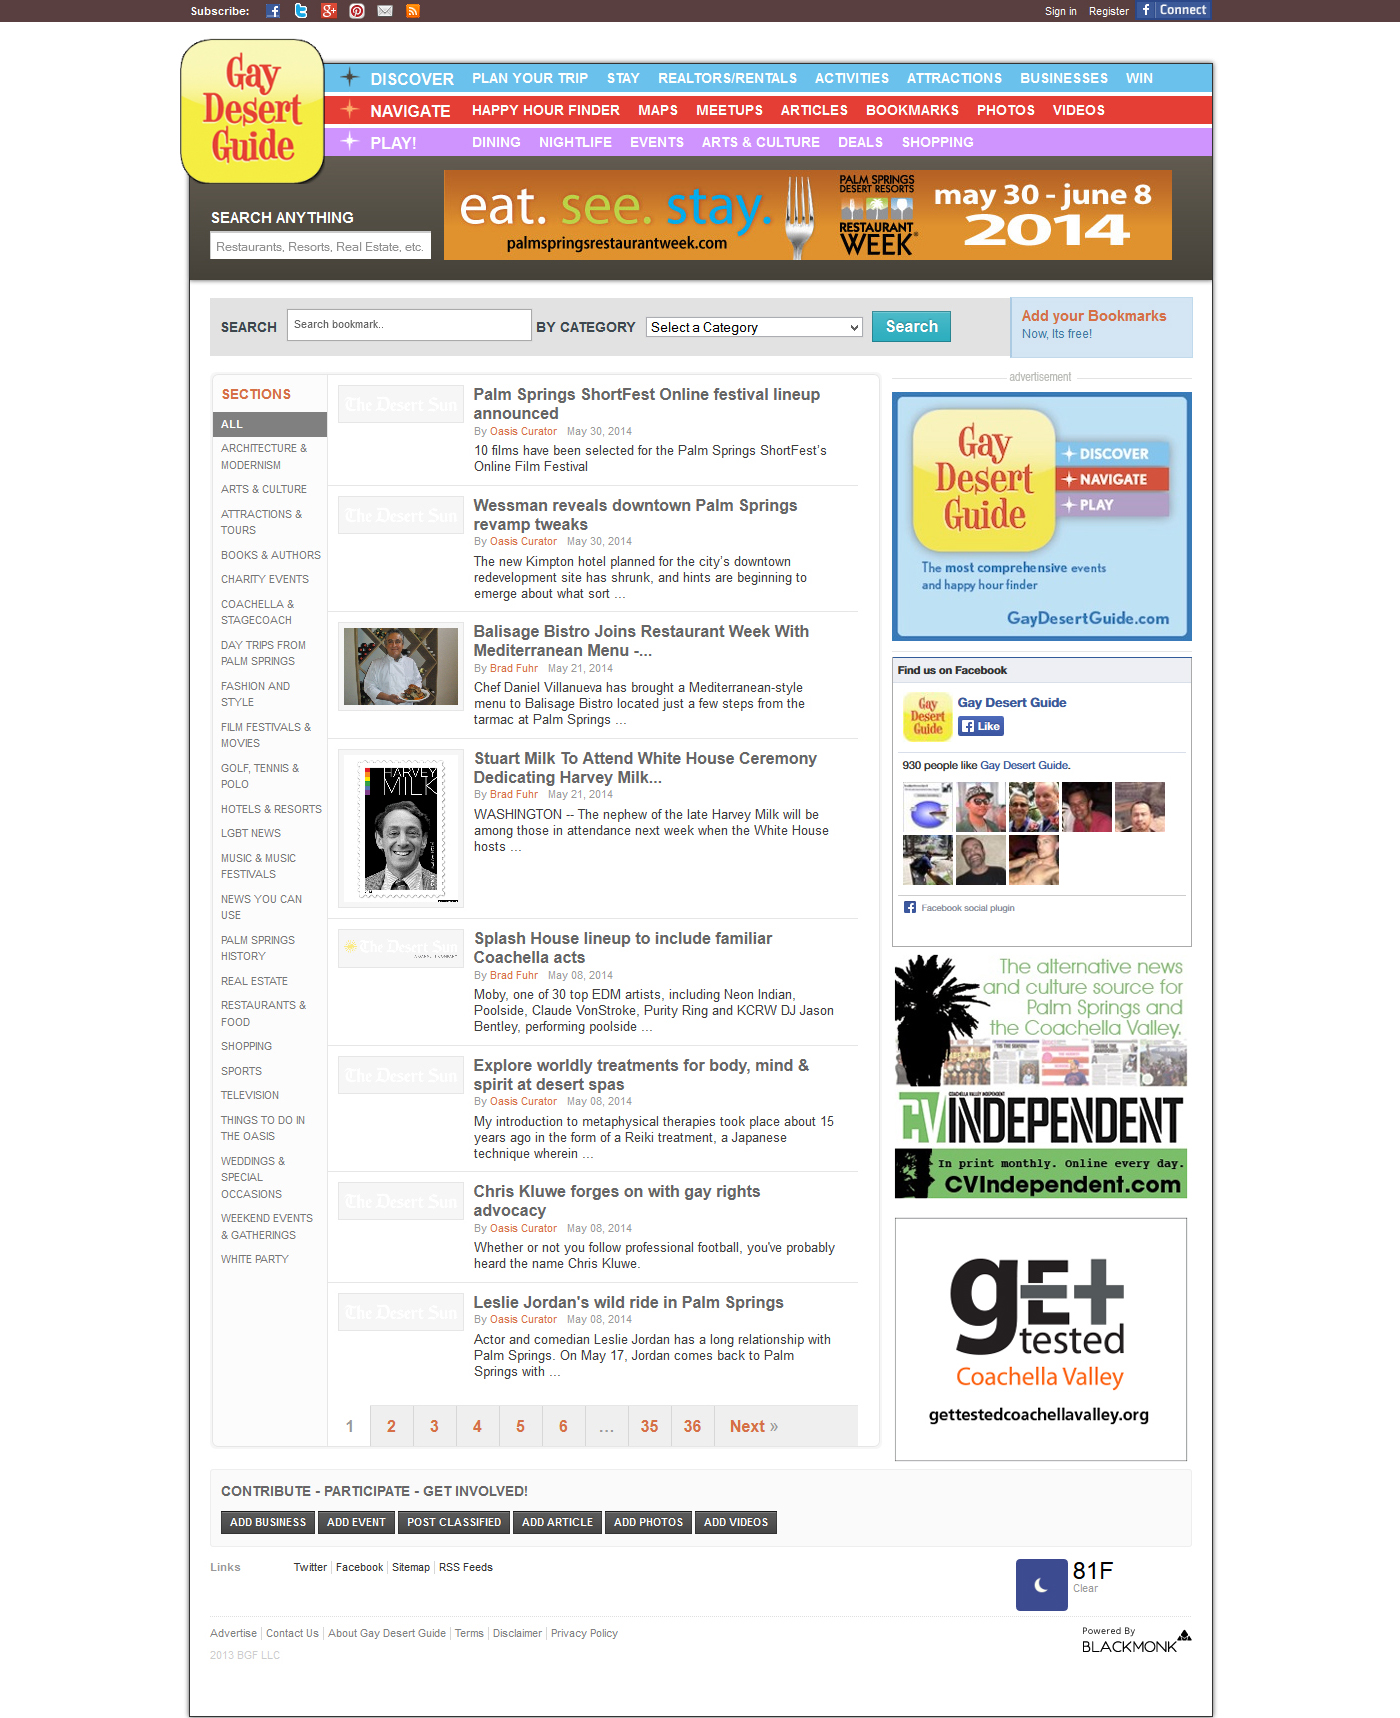 Subscribe:
Sign in Register Connect
Gay
Desert
Guide
DISCOVER PLAN YOUR TRIP STAY REALTORS/RENTALS ACTIVITIES ATTRACTIONS BUSINESSES WIN
NAVIGATE HAPPY HOUR FINDER MAPS MEETUPS ARTICLES BOOKMARKS PHOTOS VIDEOS
PLAY! DINING NIGHTLIFE EVENTS ARTS & CULTURE DEALS SHOPPING
SEARCH ANYTHING
Restaurants, Resorts, Real Estate, etc.
eat. see. stay.
palmspringsrestaurantweek.com
PALM SPRINGS
DESERT RESORTS
RESTAURANT
WEEK
may 30 - june 8
2014
SEARCH Search bookmark.. BY CATEGORY Select a Category Search
Add your Bookmarks
Now, Its free!
SECTIONS
ALL
ARCHITECTURE &
MODERNISM
ARTS & CULTURE
ATTRACTIONS &
TOURS
BOOKS & AUTHORS
CHARITY EVENTS
COACHELLA &
STAGECOACH
DAY TRIPS FROM
PALM SPRINGS
FASHION AND
STYLE
FILM FESTIVALS &
MOVIES
GOLF, TENNIS &
POLO
HOTELS & RESORTS
LGBT NEWS
MUSIC & MUSIC
FESTIVALS
NEWS YOU CAN
USE
PALM SPRINGS
HISTORY
REAL ESTATE
RESTAURANTS &
FOOD
SHOPPING
SPORTS
TELEVISION
THINGS TO DO IN
THE OASIS
WEDDINGS &
SPECIAL
OCCASIONS
WEEKEND EVENTS
& GATHERINGS
WHITE PARTY
The Desert Sun
Palm Springs ShortFest Online festival lineup
announced
By Oasis Curator May 30, 2014
10 films have been selected for the Palm Springs ShortFest's
Online Film Festival
The Desert Sun
Wessman reveals downtown Palm Springs
revamp tweaks
By Oasis Curator May 30, 2014
The new Kimpton hotel planned for the city's downtown
redevelopment site has shrunk, and hints are beginning to
emerge about what sort ...
Balisage Bistro Joins Restaurant Week With
Mediterranean Menu -...
By Brad Fuhr May 21, 2014
Chef Daniel Villanueva has brought a Mediterranean-style
menu to Balisage Bistro located just a few steps from the
tarmac at Palm Springs ...
HARVEY
MILK
Stuart Milk To Attend White House Ceremony
Dedicating Harvey Milk...
By Brad Fuhr May 21, 2014
WASHINGTON -- The nephew of the late Harvey Milk will be
among those in attendance next week when the White House
hosts ...
The Desert Sun
Splash House lineup to include familiar
Coachella acts
By Brad Fuhr May 08, 2014
Moby, one of 30 top EDM artists, including Neon Indian,
Poolside, Claude VonStroke, Purity Ring and KCRW DJ Jason
Bentley, performing poolside ...
The Desert Sun
Explore worldly treatments for body, mind &
spirit at desert spas
By Oasis Curator May 08, 2014
My introduction to metaphysical therapies took place about 15
years ago in the form of a Reiki treatment, a Japanese
technique wherein ...
The Desert Sun
Chris Kluwe forges on with gay rights
advocacy
By Oasis Curator May 08, 2014
Whether or not you follow professional football, you've probably
heard the name Chris Kluwe.
The Desert Sun
Leslie Jordan's wild ride in Palm Springs
By Oasis Curator May 08, 2014
Actor and comedian Leslie Jordan has a long relationship with
Palm Springs. On May 17, Jordan comes back to Palm
Springs with ...
1 2 3 4 5 6 ... 35 36 Next »
advertisement
Gay
Desert
Guide
DISCOVER
NAVIGATE
PLAY
The most comprehensive events
and happy hour finder
GayDesertGuide.com
Find us on Facebook
Gay
Desert
Guide
Gay Desert Guide
Like
930 people like Gay Desert Guide.
Facebook social plugin
The alternative news
and culture source for
Palm Springs and
the Coachella Valley.
COACHELLA VALLEY INDEPENDENT
CV INDEPENDENT
In print monthly. Online every day.
CVIndependent.com
get
tested
Coachella Valley
gettestedcoachellavalley.org
CONTRIBUTE - PARTICIPATE - GET INVOLVED!
ADD BUSINESS ADD EVENT POST CLASSIFIED ADD ARTICLE ADD PHOTOS ADD VIDEOS
Links Twitter Facebook Sitemap RSS Feeds
81F
Clear
Advertise Contact Us About Gay Desert Guide Terms Disclaimer Privacy Policy
2013 BGF LLC
Powered By
BLACKMONK